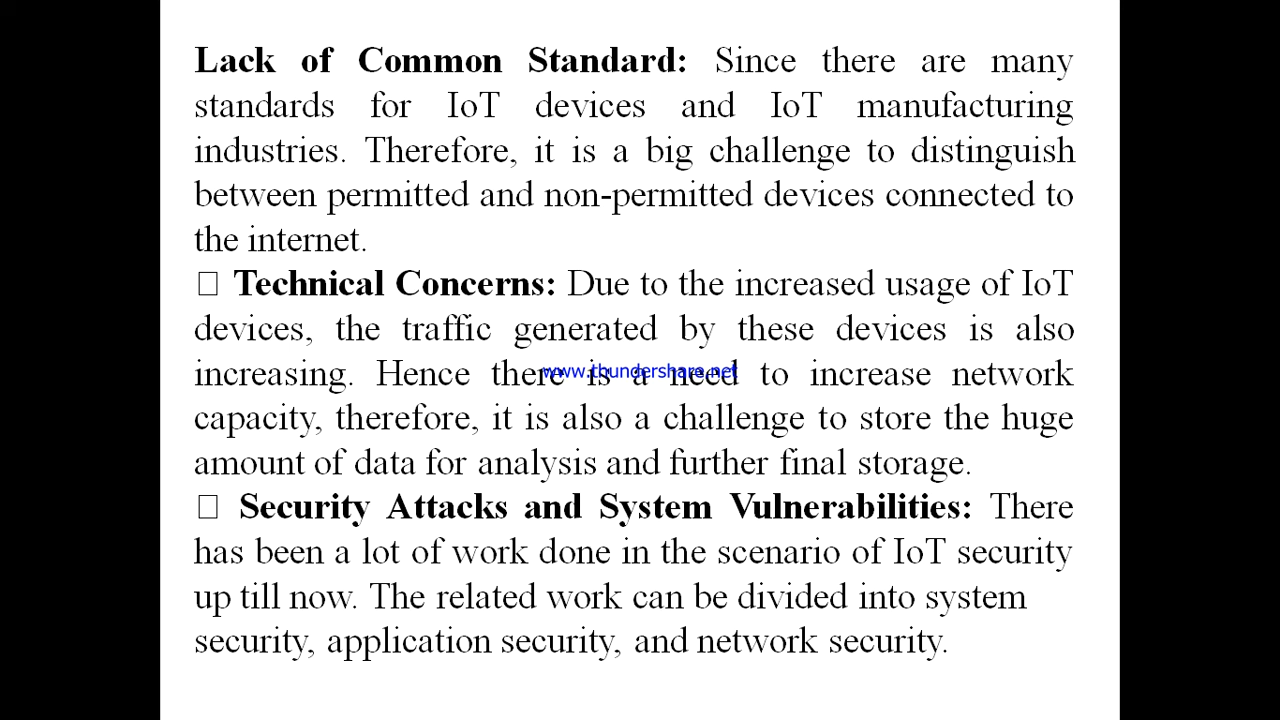 Lack of Common Standard: Since there are many
standards for IoT devices and IoT manufacturing
industries. Therefore, it is a big challenge to distinguish
between permitted and non-permitted devices connected to
the internet.
□ Technical Concerns: Due to the increased usage of IoT
devices, the traffic generated by these devices is also
increasing. Hence there is a need to increase network
www.thundershare.net
capacity, therefore, it is also a challenge to store the huge
amount of data for analysis and further final storage.
□ Security Attacks and System Vulnerabilities: There
has been a lot of work done in the scenario of IoT security
up till now. The related work can be divided into system
security, application security, and network security.